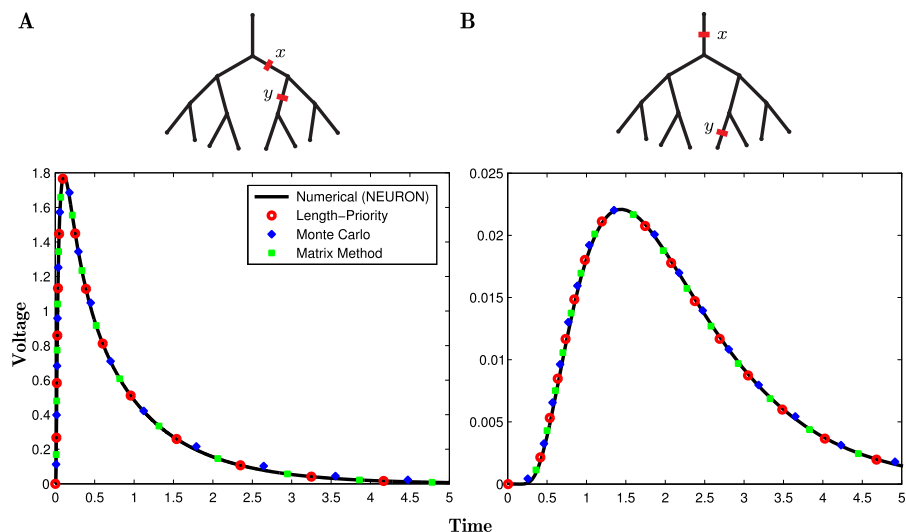 A
B
x
y
x
y
Voltage
1.8
1.6
1.4
1.2
1
0.8
0.6
0.4
0.2
0
Numerical (NEURON)
Length–Priority
Monte Carlo
Matrix Method
0 0.5 1 1.5 2 2.5 3 3.5 4 4.5 5
0.025
0.02
0.015
0.01
0.005
0
0 0.5 1 1.5 2 2.5 3 3.5 4 4.5 5
Time